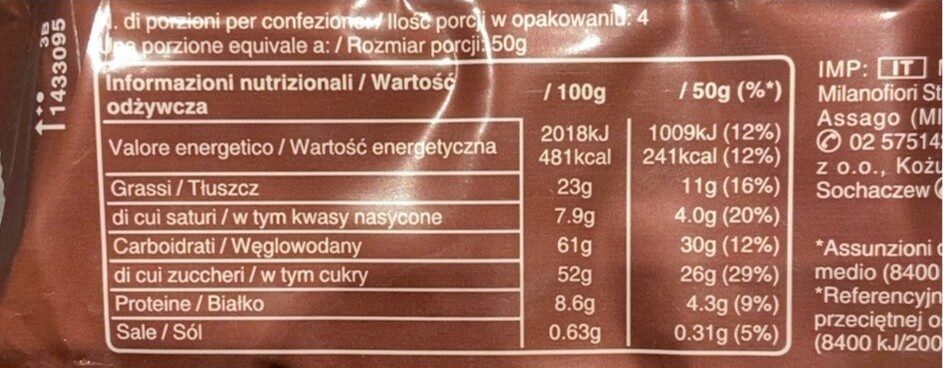 ↑11433095 3B
. di porzioni per confezione / Ilość porcji w opakowaniu: 4
Una porzione equivale a: / Rozmiar porcji: 50g
Informazioni nutrizionali / Wartość odżywcza / 100g / 50g (%*)
Valore energetico / Wartość energetyczna 2018kJ 481kcal 1009kJ (12%) 241kcal (12%)
Grassi / Tłuszcz 23g 11g (16%)
di cui saturi / w tym kwasy nasycone 7.9g 4.0g (20%)
Carboidrati / Węglowodany 61g 30g (12%)
di cui zuccheri / w tym cukry 52g 26g (29%)
Proteine / Białko 8.6g 4.3g (9%)
Sale / Sól 0.63g 0.31g (5%)
IMP: IT
Milanofiori St
Assago (MI
✆ 02 57514
z o.o., Kożu
Sochaczew
*Assunzioni
medio (8400
*Referencyjn
przeciętnej o
(8400 kJ/200